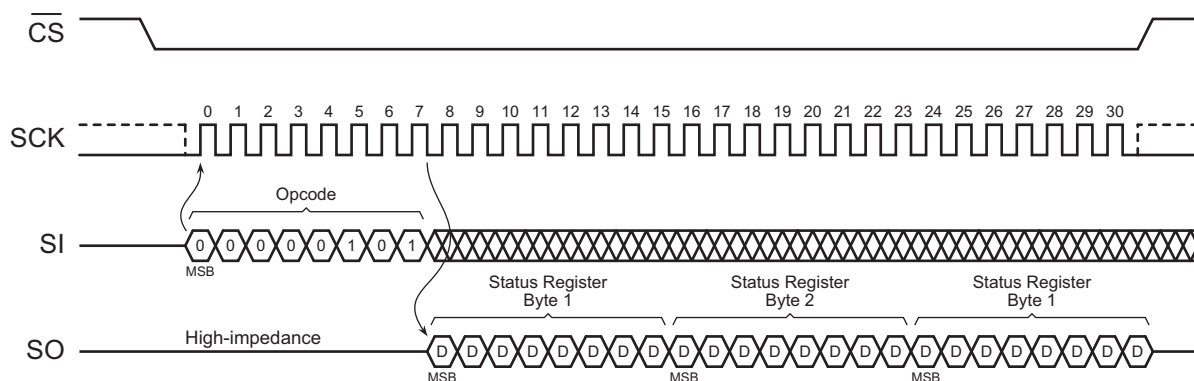 CS
0 1 2 3 4 5 6 7 8 9 10 11 12 13 14 15 16 17 18 19 20 21 22 23 24 25 26 27 28 29 30
SCK
Opcode
SI 0 0 0 0 0 1 0 1
MSB
Status Register
Byte 1
Status Register
Byte 2
Status Register
Byte 1
High-impedance
SO D D D D D D D D D D D D D D D D D D D D D D D D
MSB MSB MSB